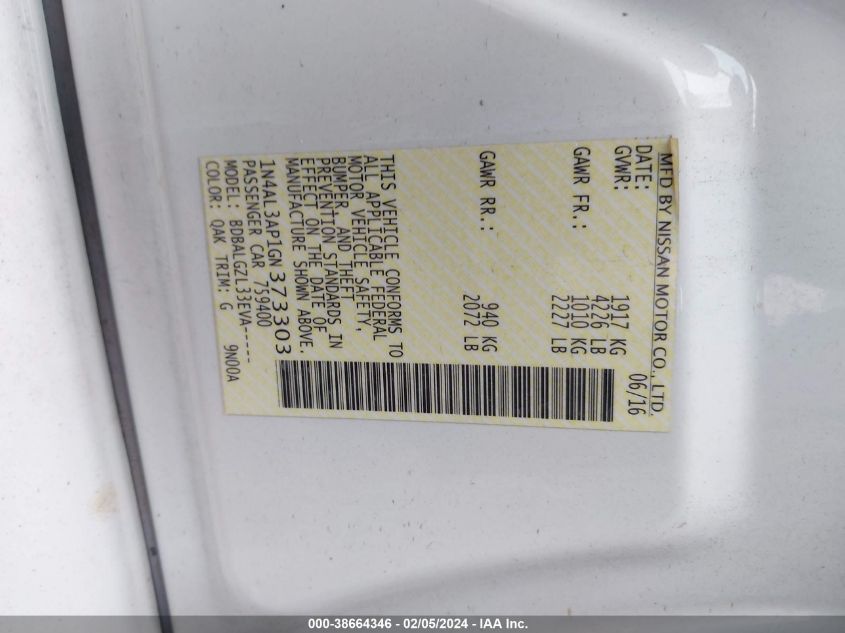 MFD BY NISSAN MOTOR CO., LTD.
DATE: 06/16
GVWR: 1917 KG
4226 LB
GAWR FR.: 1010 KG
2227 LB
GAWR RR.: 940 KG
2072 LB
THIS VEHICLE CONFORMS TO
ALL APPLICABLE FEDERAL
MOTOR VEHICLE SAFETY,
BUMPER, AND THEFT
PREVENTION STANDARDS IN
EFFECT ON THE DATE OF
MANUFACTURE SHOWN ABOVE.
1N4AL3AP1GN373303
PASSENGER CAR 759400
MODEL: BDBALGZL33EVA-----
COLOR: QAK TRIM: G 9N00A
000-38664346 - 02/05/2024 - IAA Inc.